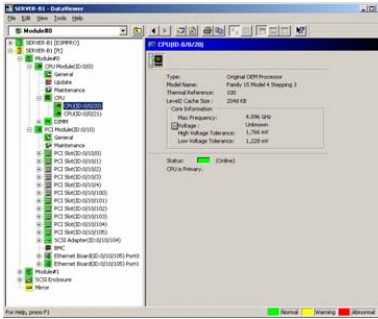 SERVER-B1 - DataViewer
File Edit View Tools Help
Module#0
SERVER-B1 [ESMPRO]
SERVER-B1 [ft]
Module#0
CPU Module(ID:0/0)
General
Update
Maintenance
CPU
CPU(ID:0/0/20)
CPU(ID:0/0/21)
DIMM
PCI Module(ID:0/10)
General
Maintenance
PCI Slot(ID:0/10/0)
PCI Slot(ID:0/10/1)
PCI Slot(ID:0/10/2)
PCI Slot(ID:0/10/3)
PCI Slot(ID:0/10/4)
PCI Slot(ID:0/10/100)
PCI Slot(ID:0/10/101)
PCI Slot(ID:0/10/102)
PCI Slot(ID:0/10/103)
PCI Slot(ID:0/10/104)
PCI Slot(ID:0/10/105)
SCSI Adapter(ID:0/10/104)
BMC
Ethernet Board(ID:0/10/105) Port0
Ethernet Board(ID:0/10/105) Port1
Module#1
SCSI Enclosure
Mirror
CPU(ID:0/0/20)
Type: Original OEM Processor
Model Name: Family 15 Model 4 Stepping 3
Thermal Reference: 100
Level2 Cache Size : 2048 KB
Core Information
Max Frequency: 4.096 GHz
Voltage : Unknown
High Voltage Tolerance: 1,760 mV
Low Voltage Tolerance: 1,220 mV
Status: (Online)
CPU is Primary.
For Help, press F1
Normal Warning Abnormal